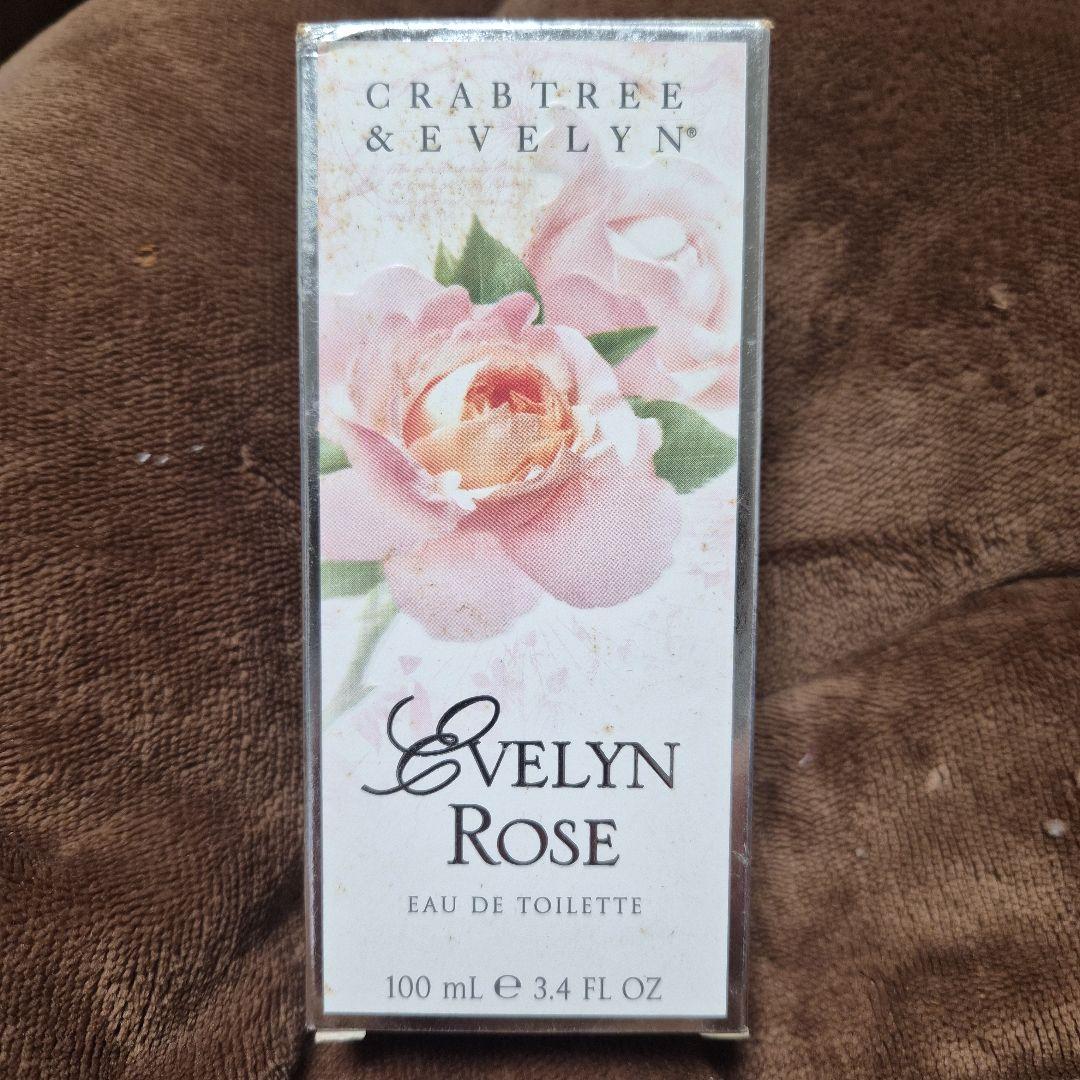 CRABTREE
& EVELYN®
EVELYN
ROSE
EAU DE TOILETTE
100 mL ℮ 3.4 FL OZ